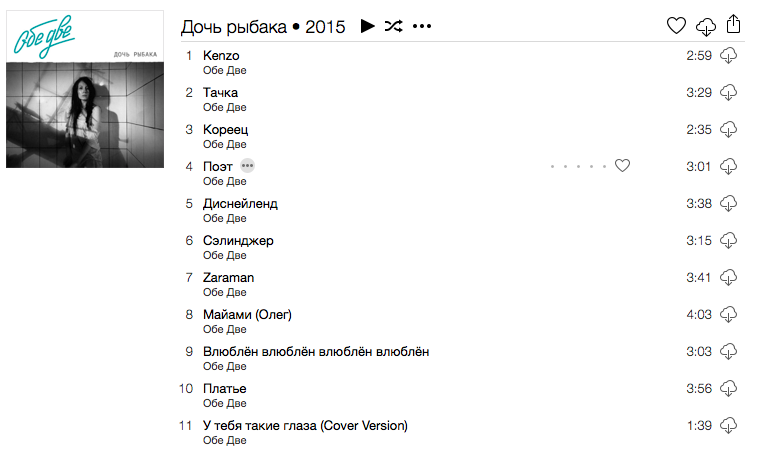 Обе две
ДОЧЬ РЫБАКА
Дочь рыбака • 2015
1 Kenzo 2:59
Обе Две
2 Тачка 3:29
Обе Две
3 Кореец 2:35
Обе Две
4 Поэт 3:01
Обе Две
5 Диснейленд 3:38
Обе Две
6 Сэлинджер 3:15
Обе Две
7 Zaraman 3:41
Обе Две
8 Майами (Олег) 4:03
Обе Две
9 Влюблён влюблён влюблён влюблён 3:03
Обе Две
10 Платье 3:56
Обе Две
11 У тебя такие глаза (Cover Version) 1:39
Обе Две